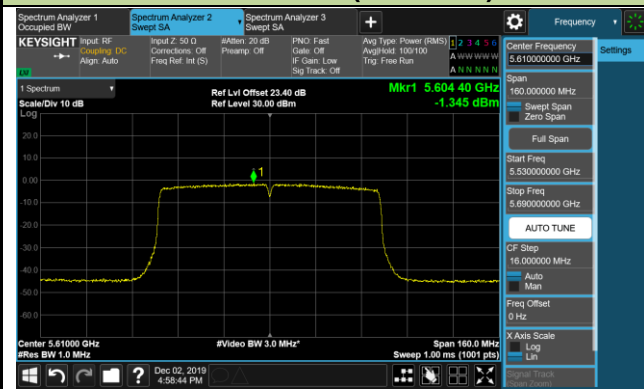 Spectrum Analyzer 1
Occupied BW
Spectrum Analyzer 2
Swept SA
Spectrum Analyzer 3
Swept SA
+
Frequency
KEYSIGHT
Input: RF
Coupling: DC
Align: Auto
Input Z: 50 Ω
Corrections: Off
Freq Ref: Int (S)
#Atten: 20 dB
Preamp: Off
PNO: Fast
Gate: Off
IF Gain: Low
Sig Track: Off
Avg Type: Power (RMS)
Avg|Hold: 100/100
Trig: Free Run
1 2 3 4 5 6
A W W W W W
A N N N N N
LXI
1 Spectrum
Scale/Div 10 dB
Log
Ref Lvl Offset 23.40 dB
Ref Level 30.00 dBm
Mkr1 5.604 40 GHz
-1.345 dBm
20.0
10.0
0.00
-10.0
-20.0
-30.0
-40.0
-50.0
-60.0
1
Center 5.61000 GHz
#Res BW 1.0 MHz
#Video BW 3.0 MHz*
Span 160.0 MHz
Sweep 1.00 ms (1001 pts)
Dec 02, 2019
4:58:44 PM
?
Center Frequency
5.610000000 GHz
Span
160.000000 MHz
Swept Span
Zero Span
Full Span
Start Freq
5.530000000 GHz
Stop Freq
5.690000000 GHz
AUTO TUNE
CF Step
16.000000 MHz
Auto
Man
Freq Offset
0 Hz
X Axis Scale
Log
Lin
Signal Track
(Span Zoom)
Settings